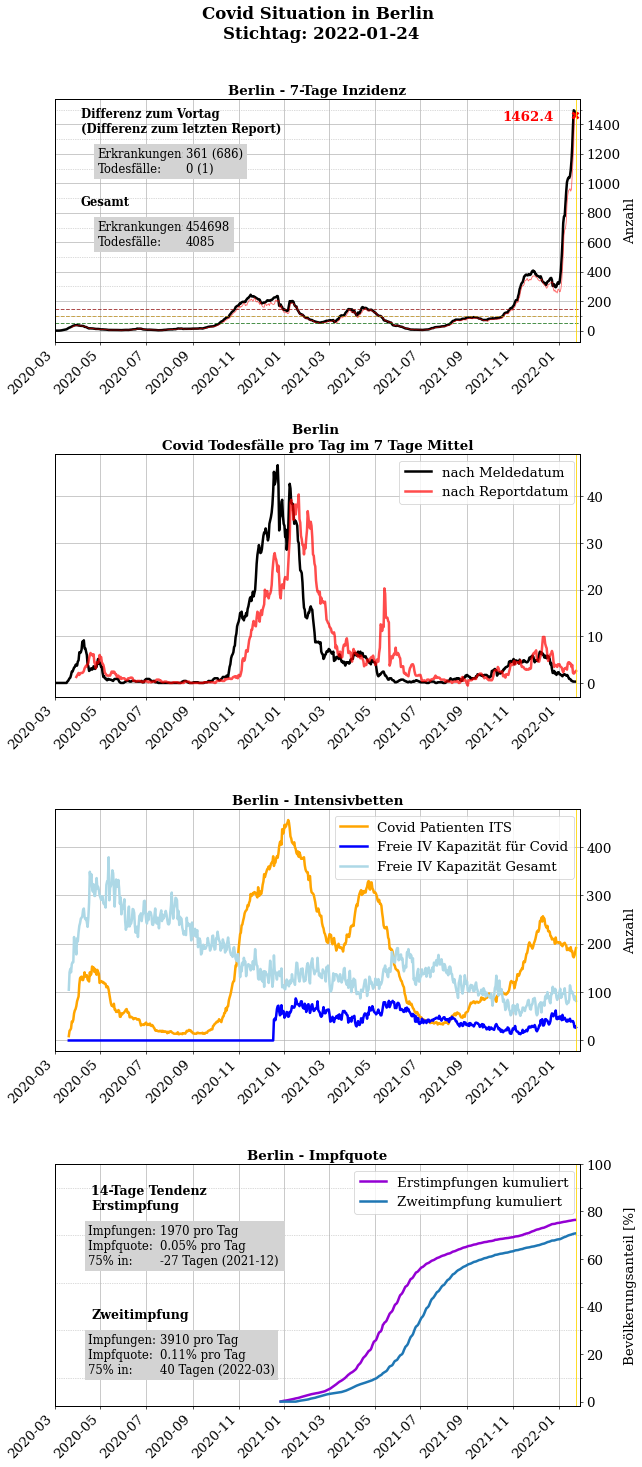 Covid Situation in Berlin
Stichtag: 2022-01-24
Berlin - 7-Tage Inzidenz
Differenz zum Vortag
(Differenz zum letzten Report)
Erkrankungen 361 (686)
Todesfälle: 0 (1)
Gesamt
Erkrankungen 454698
Todesfälle: 4085
1462.4
1400
1200
1000
800
600
400
200
0
Anzahl
2020-03
2020-05
2020-07
2020-09
2020-11
2021-01
2021-03
2021-05
2021-07
2021-09
2021-11
2022-01
Berlin
Covid Todesfälle pro Tag im 7 Tage Mittel
nach Meldedatum
nach Reportdatum
40
30
20
10
0
2020-03
2020-05
2020-07
2020-09
2020-11
2021-01
2021-03
2021-05
2021-07
2021-09
2021-11
2022-01
Berlin - Intensivbetten
Covid Patienten ITS
Freie IV Kapazität für Covid
Freie IV Kapazität Gesamt
400
300
200
100
0
Anzahl
2020-03
2020-05
2020-07
2020-09
2020-11
2021-01
2021-03
2021-05
2021-07
2021-09
2021-11
2022-01
Berlin - Impfquote
14-Tage Tendenz
Erstimpfung
Impfungen: 1970 pro Tag
Impfquote: 0.05% pro Tag
75% in: -27 Tagen (2021-12)
Zweitimpfung
Impfungen: 3910 pro Tag
Impfquote: 0.11% pro Tag
75% in: 40 Tagen (2022-03)
Erstimpfungen kumuliert
Zweitimpfung kumuliert
100
80
60
40
20
0
Bevölkerungsanteil [%]
2020-03
2020-05
2020-07
2020-09
2020-11
2021-01
2021-03
2021-05
2021-07
2021-09
2021-11
2022-01